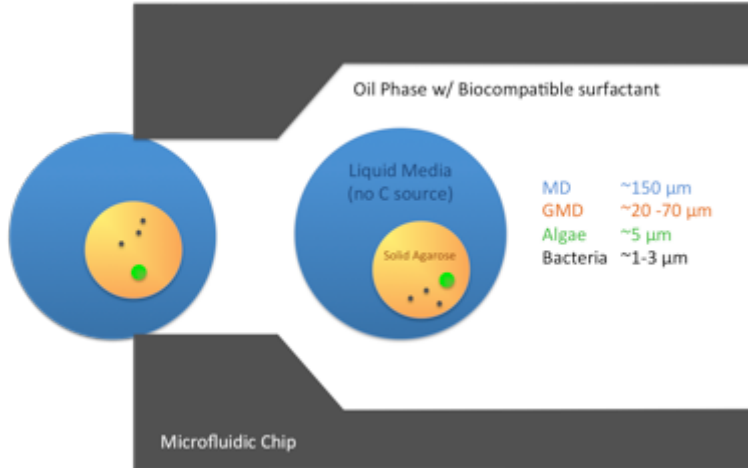 Oil Phase w/ Biocompatible surfactant
Liquid Media
(no C source)
Solid Agarose
MD ~150 µm
GMD ~20 -70 µm
Algae ~5 µm
Bacteria ~1-3 µm
Microfluidic Chip